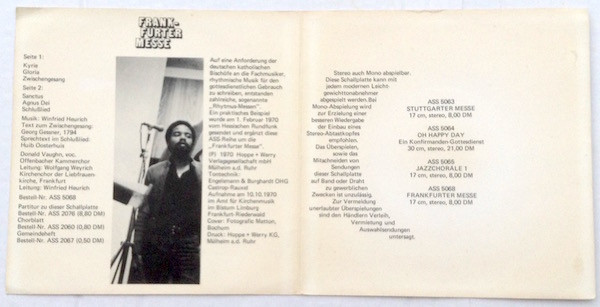 FRANK-
FURTER
MESSE
Seite 1:
Kyrie
Gloria
Zwischengesang
Seite 2:
Sanctus
Agnus Dei
Schlußlied
Musik: Winfried Heurich
Text zum Zwischengesang:
Georg Gessner, 1794
Sprechtext im Schlußlied:
Huib Oosterhuis
Donald Vaughn, voc.
Offenbacher Kammerchor
Leitung: Wolfgang Weyrich
Kirchenchor der Liebfrauen
kirche, Frankfurt
Leitung: Winfried Heurich
Bestell-Nr. ASS 5068
Partitur zu dieser Schallplatte
Bestell-Nr. ASS 2076 (8,80 DM)
Chorblatt
Bestell-Nr. ASS 2060 (0,80 DM)
Gemeindeheft
Bestell-Nr. ASS 2067 (0,50 DM)
Auf eine Anforderung der
deutschen katholischen
Bischöfe an die Fachmusiker,
rhythmische Musik für den
gottesdienstlichen Gebrauch
zu schreiben, entstanden
zahlreiche, sogenannte
„Rhytmus-Messen".
Ein praktisches Beispiel
wurde am 1. Februar 1970
vom Hessischen Rundfunk
gesendet und ergänzt diese
ASS-Reihe um die
„Frankfurter Messe".
(P) 1970 Happe + Werry
Verlagsgesellschaft mbH
Mülheim a.d. Ruhr
Tontechnik:
Engelsmann & Borghardt OHG
Castrop-Rauxel
Aufnahme am 10.10.1970
im Amt für Kirchenmusik
im Bistum Limburg
Frankfurt-Riederwald
Cover: Fotografie Matton,
Bochum
Druck: Happe + Werry KG,
Mülheim a.d. Ruhr
Stereo auch Mono abspielbar.
Diese Schallplatte kann mit
jedem modernen Leicht-
gewichttonabnehmer
abgespielt werden.Bei
Mono-Abspielung wird
zur Erzielung einer
besseren Wiedergabe
der Einbau eines
Stereo-Abtastkopfes
empfohlen.
Das Überspielen,
sowie das
Mitschneiden von
Sendungen
dieser Schallplatte
auf Band oder Draht
zu gewerblichen
Zwecken ist unzulässig.
Zur Vermeidung
unerlaubter Überspielungen
sind den Händlern Verleih,
Vermietung und
Auswahlsendungen
untersagt.
ASS 5063
STUTTGARTER MESSE
17 cm, stereo, 8,00 DM
ASS 5064
OH HAPPY DAY
Ein Konfirmanden-Gottesdienst
30 cm, stereo, 21,00 DM
ASS 5065
JAZZCHORÄLE 1
17 cm, stereo, 8,00 DM
ASS 5068
FRANKFURTER MESSE
17 cm, stereo, 8,00 DM